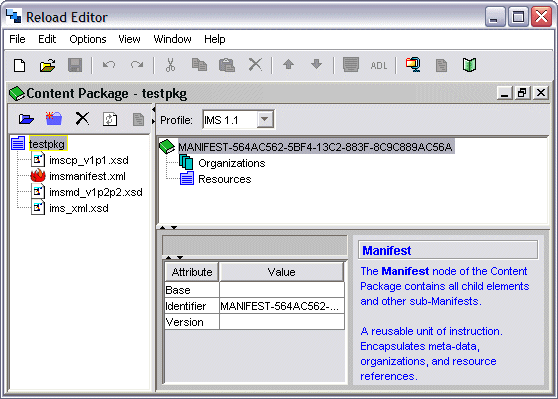 Reload Editor
File Edit Options View Window Help
ADL
Content Package - testpkg
Profile: IMS 1.1
testpkg
imscp_v1p1.xsd
imsmanifest.xml
imsmd_v1p2p2.xsd
ims_xml.xsd
MANIFEST-564AC562-5BF4-13C2-883F-8C9C889AC56A
Organizations
Resources
Attribute Value
Base
Identifier MANIFEST-564AC562-...
Version
Manifest
The Manifest node of the Content
Package contains all child elements
and other sub-Manifests.
A reusable unit of instruction.
Encapsulates meta-data,
organizations, and resource
references.